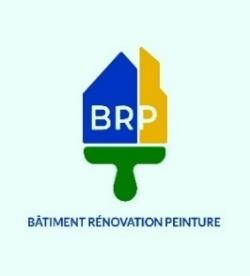 BRP
BÂTIMENT RÉNOVATION PEINTURE